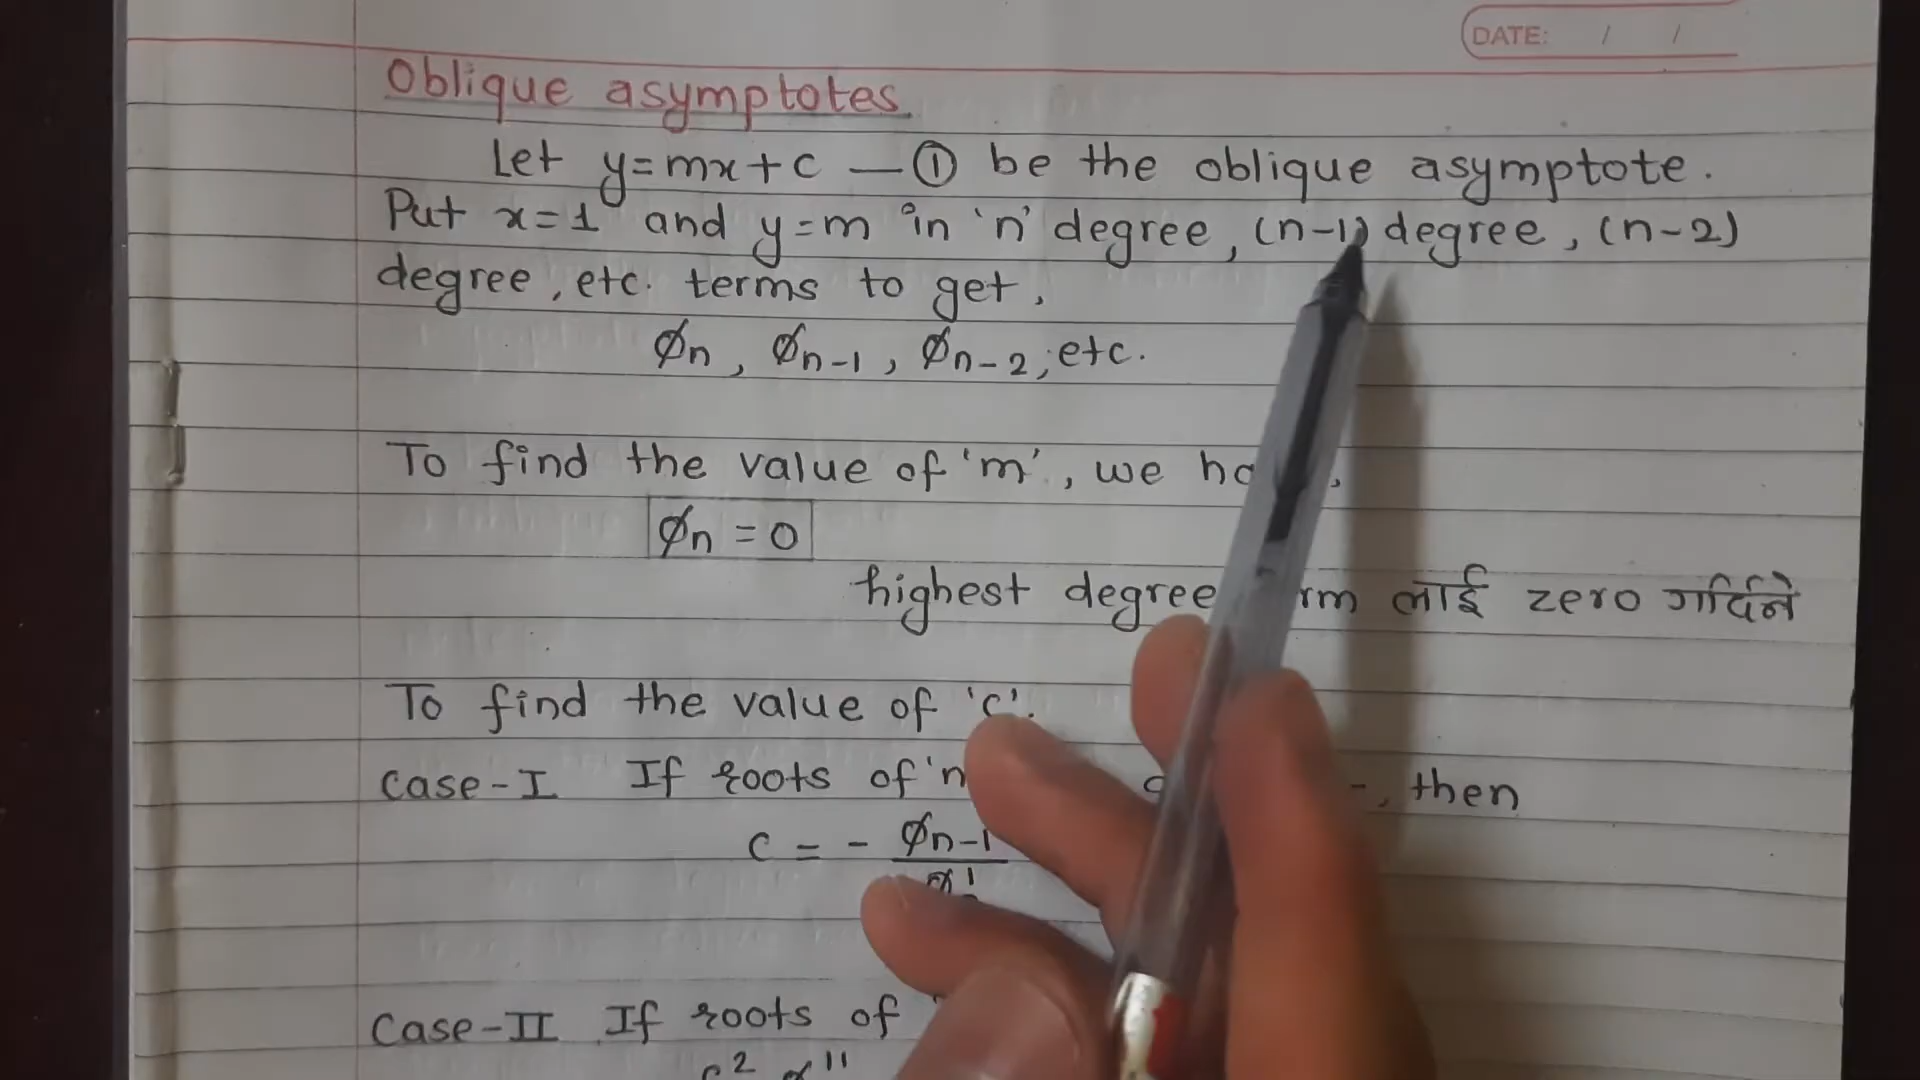 DATE: / /
Oblique asymptotes
Let y=mx+c —① be the oblique asymptote.
Put x=1 and y=m in 'n' degree, (n-1) degree, (n-2)
degree, etc. terms to get,
Øn, Øn-1, Øn-2, etc.
To find the value of 'm', we
Øn = 0
highest degree लाई zero गर्दिने
To find the value of 'c'.
Case-I If roots of then
c = - Øn-1
Case-II If roots of
c² Ø''